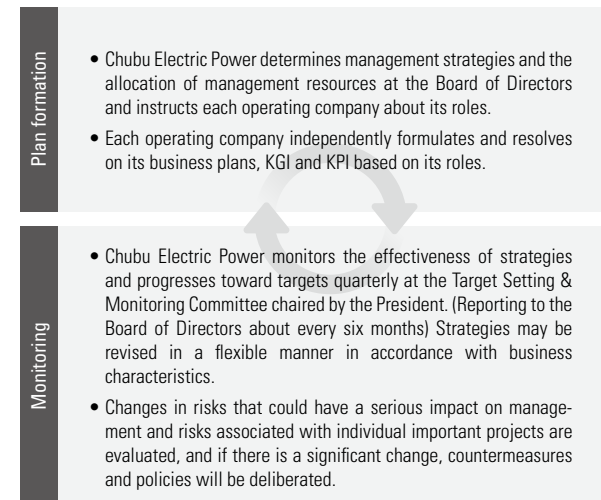 Plan formation
• Chubu Electric Power determines management strategies and the
allocation of management resources at the Board of Directors
and instructs each operating company about its roles.
• Each operating company independently formulates and resolves
on its business plans, KGI and KPI based on its roles.
Monitoring
• Chubu Electric Power monitors the effectiveness of strategies
and progresses toward targets quarterly at the Target Setting &
Monitoring Committee chaired by the President. (Reporting to the
Board of Directors about every six months) Strategies may be
revised in a flexible manner in accordance with business
characteristics.
• Changes in risks that could have a serious impact on manage-
ment and risks associated with individual important projects are
evaluated, and if there is a significant change, countermeasures
and policies will be deliberated.